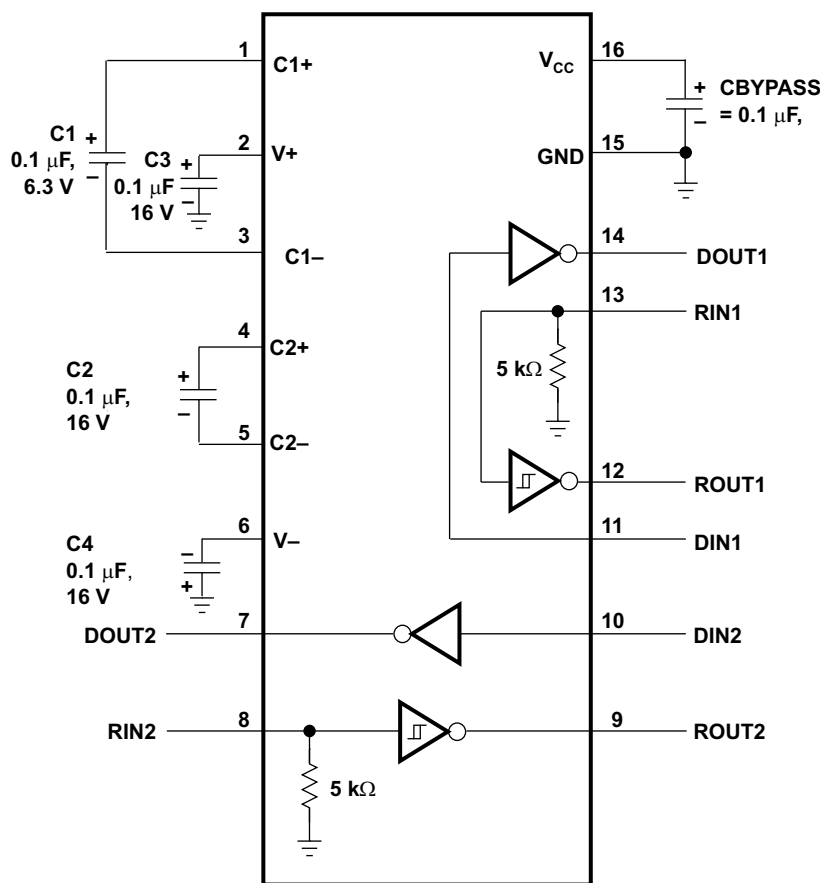 1
C1+
C1
0.1 μF,
6.3 V
+
–
2
V+
C3
0.1 μF
16 V
+
–
3
C1–
4
C2+
C2
0.1 μF,
16 V
+
–
5
C2–
6
V–
C4
0.1 μF,
16 V
–
+
DOUT2
7
RIN2
8
5 kΩ
16
VCC
+
–
CBYPASS
= 0.1 μF,
15
GND
14
DOUT1
13
RIN1
5 kΩ
12
ROUT1
11
DIN1
10
DIN2
9
ROUT2